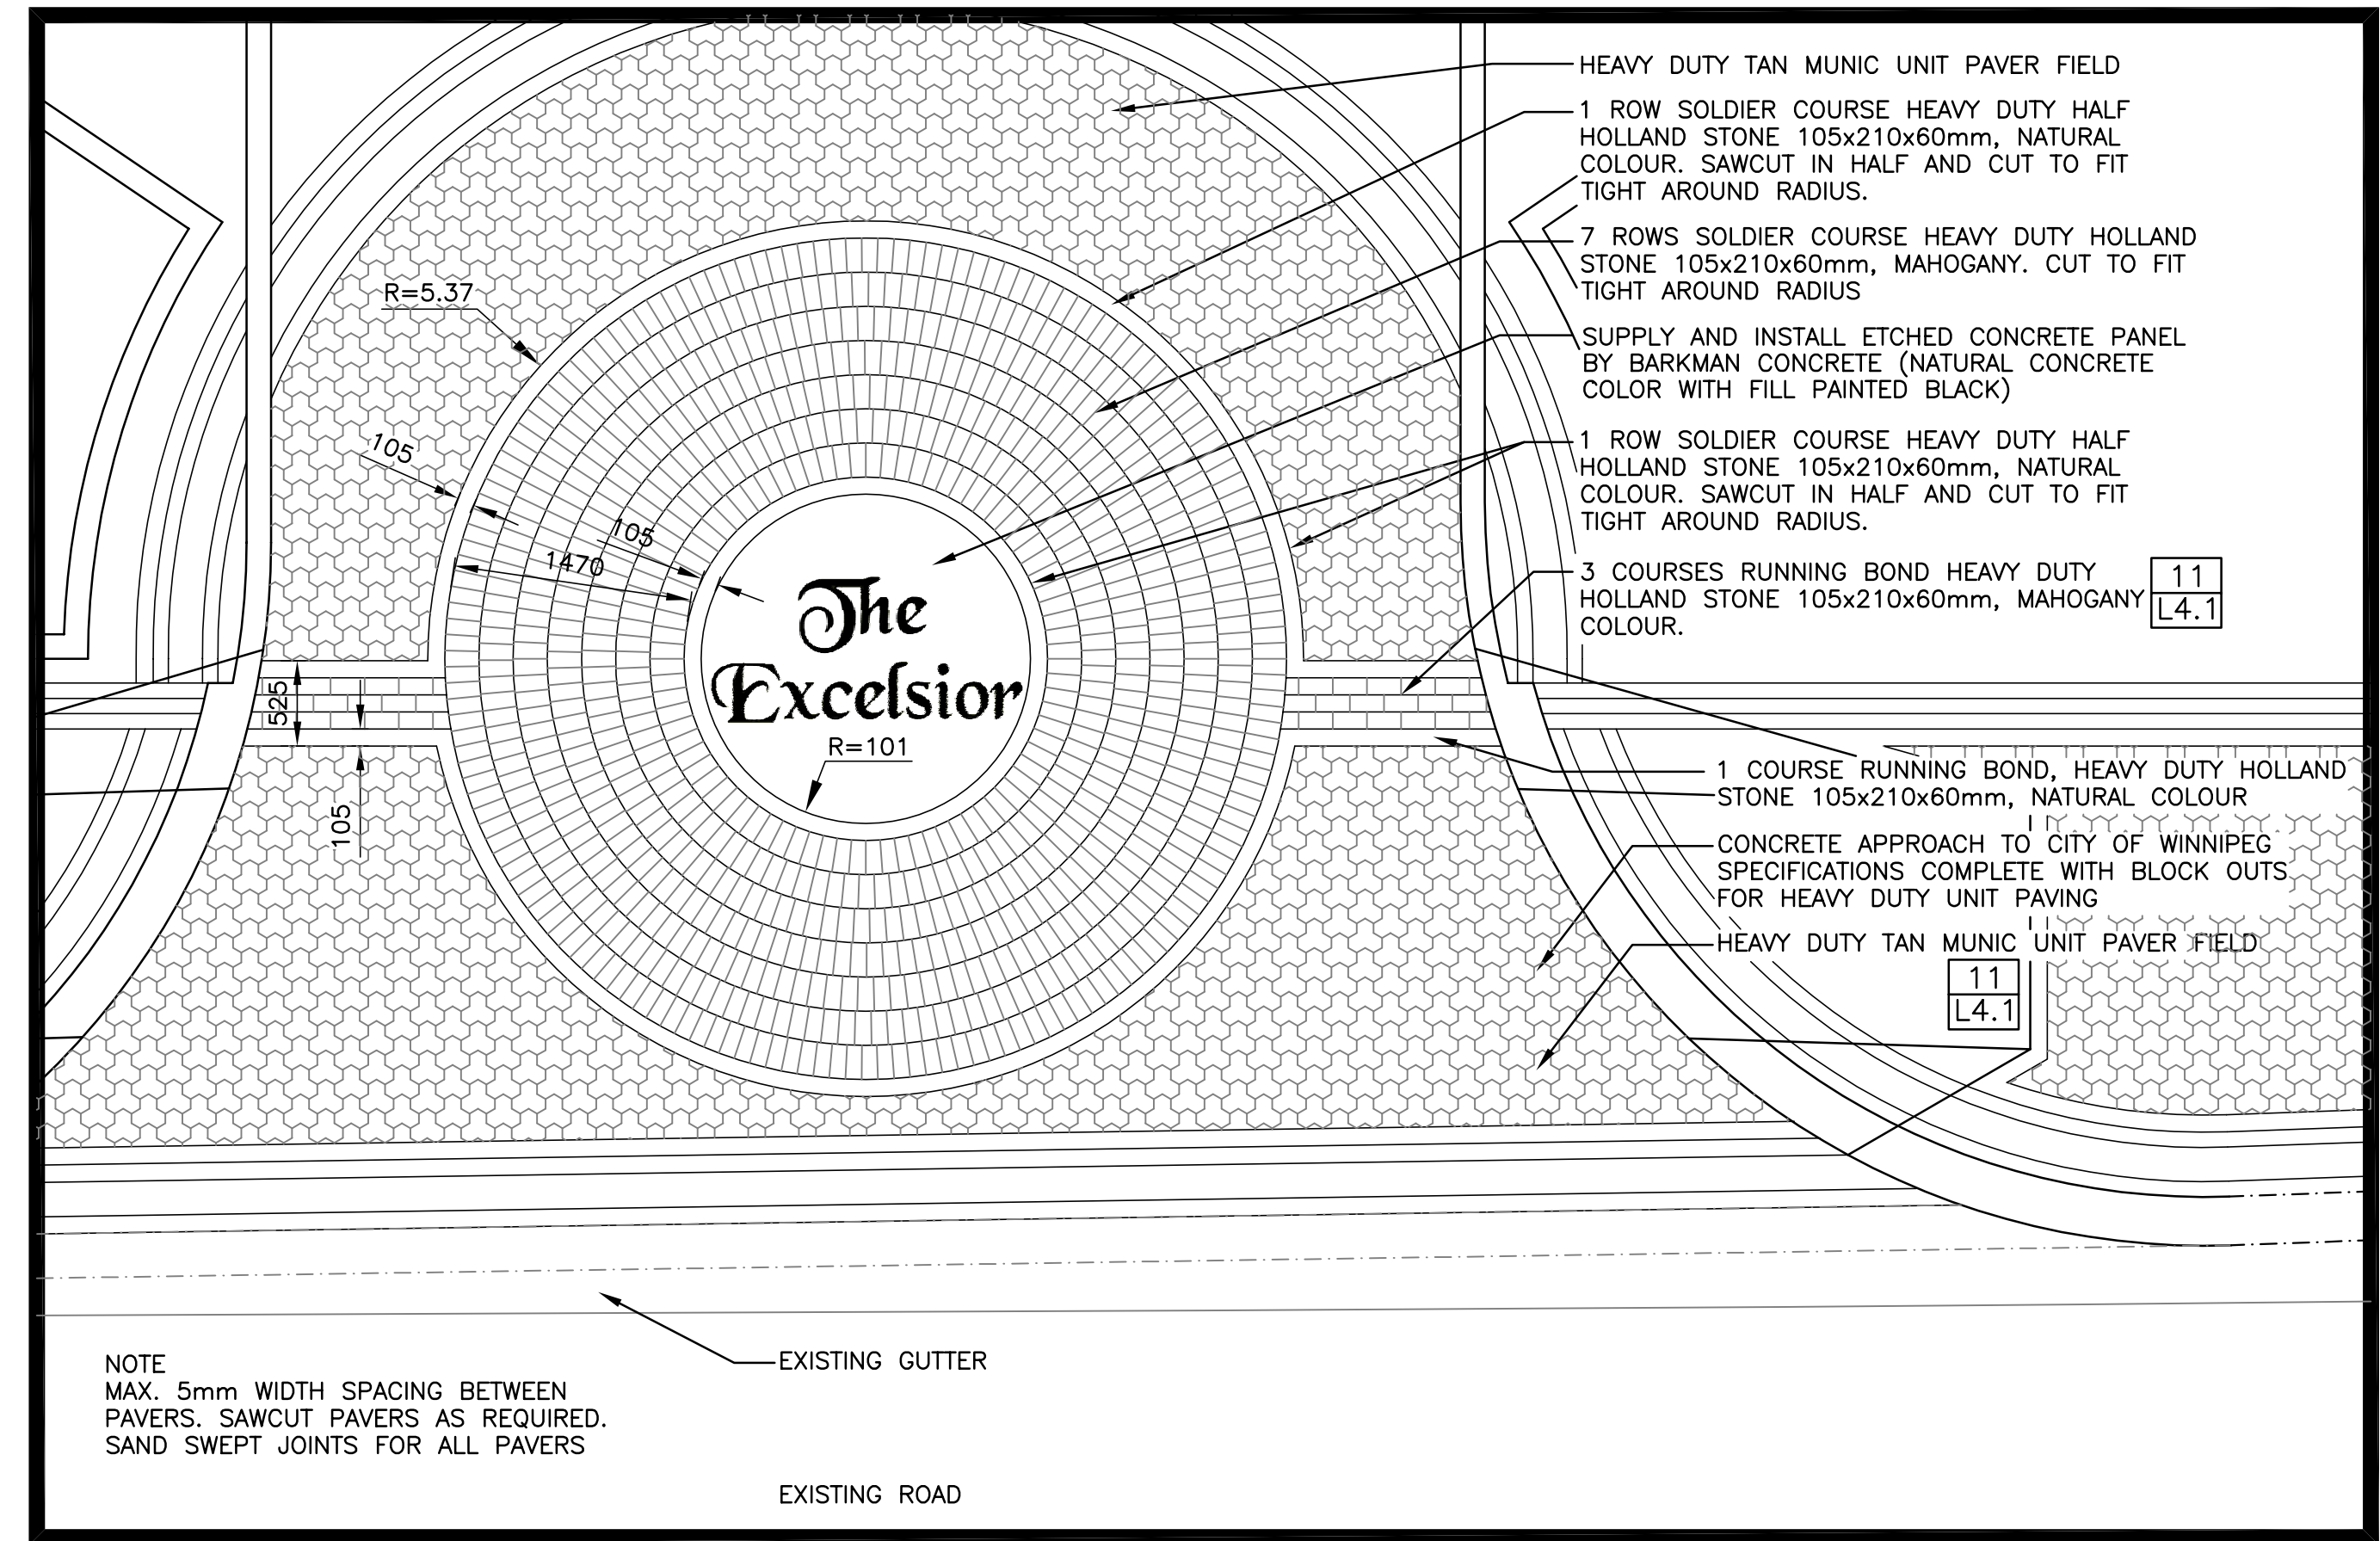 HEAVY DUTY TAN MUNIC UNIT PAVER FIELD
1 ROW SOLDIER COURSE HEAVY DUTY HALF
HOLLAND STONE 105x210x60mm, NATURAL
COLOUR. SAWCUT IN HALF AND CUT TO FIT
TIGHT AROUND RADIUS.
7 ROWS SOLDIER COURSE HEAVY DUTY HOLLAND
STONE 105x210x60mm, MAHOGANY. CUT TO FIT
TIGHT AROUND RADIUS
SUPPLY AND INSTALL ETCHED CONCRETE PANEL
BY BARKMAN CONCRETE (NATURAL CONCRETE
COLOR WITH FILL PAINTED BLACK)
1 ROW SOLDIER COURSE HEAVY DUTY HALF
HOLLAND STONE 105x210x60mm, NATURAL
COLOUR. SAWCUT IN HALF AND CUT TO FIT
TIGHT AROUND RADIUS.
3 COURSES RUNNING BOND HEAVY DUTY
HOLLAND STONE 105x210x60mm, MAHOGANY
COLOUR.
11
L4.1
R=5.37
105
105
1470
The
Excelsior
R=101
525
105
1 COURSE RUNNING BOND, HEAVY DUTY HOLLAND
STONE 105x210x60mm, NATURAL COLOUR
CONCRETE APPROACH TO CITY OF WINNIPEG
SPECIFICATIONS COMPLETE WITH BLOCK OUTS
FOR HEAVY DUTY UNIT PAVING
HEAVY DUTY TAN MUNIC UNIT PAVER FIELD
11
L4.1
EXISTING GUTTER
NOTE
MAX. 5mm WIDTH SPACING BETWEEN
PAVERS. SAWCUT PAVERS AS REQUIRED.
SAND SWEPT JOINTS FOR ALL PAVERS
EXISTING ROAD